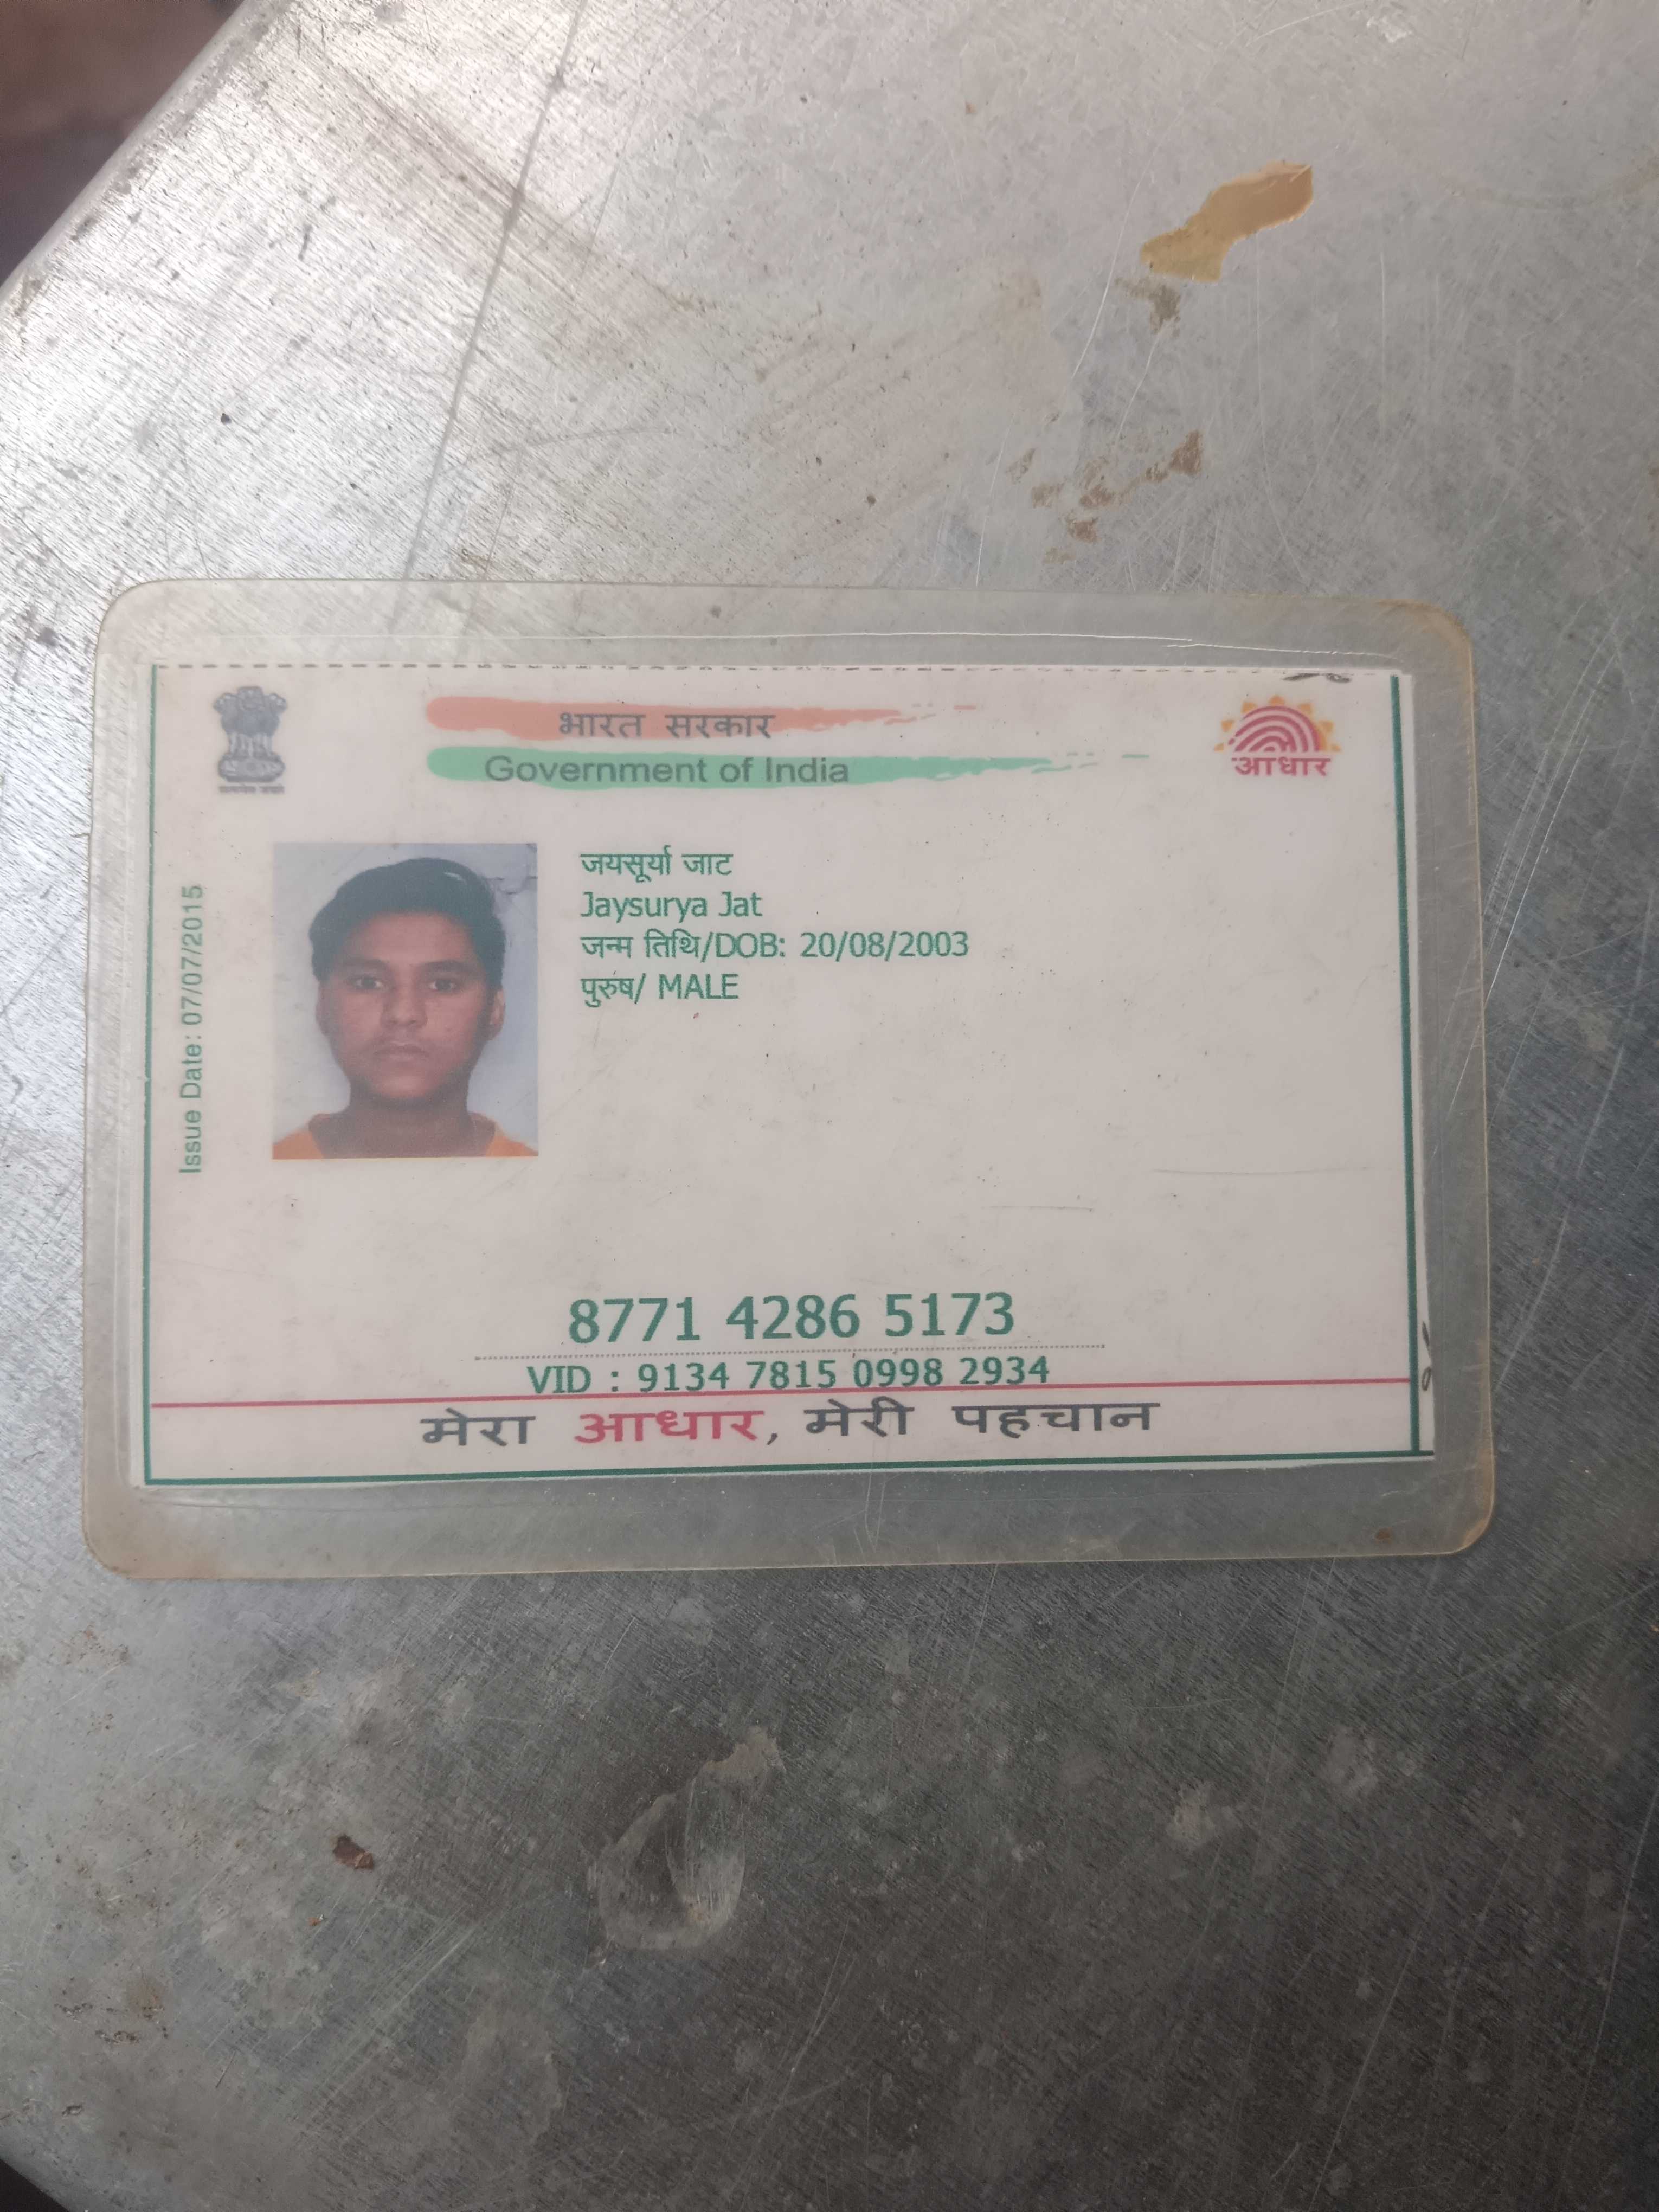 भारत सरकार
Government of India
आधार
Issue Date: 07/07/2015
जयसूर्या जाट
Jaysurya Jat
जन्म तिथि/DOB: 20/08/2003
पुरुष/ MALE
8771 4286 5173
VID : 9134 7815 0998 2934
मेरा आधार, मेरी पहचान